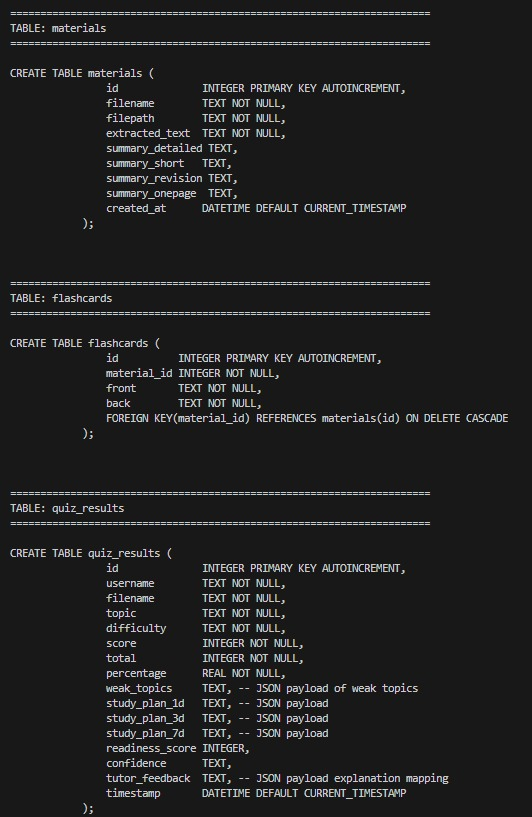 ======================================================================
TABLE: materials
======================================================================
CREATE TABLE materials (
id INTEGER PRIMARY KEY AUTOINCREMENT,
filename TEXT NOT NULL,
filepath TEXT NOT NULL,
extracted_text TEXT NOT NULL,
summary_detailed TEXT,
summary_short TEXT,
summary_revision TEXT,
summary_onepage TEXT,
created_at DATETIME DEFAULT CURRENT_TIMESTAMP
);
======================================================================
TABLE: flashcards
======================================================================
CREATE TABLE flashcards (
id INTEGER PRIMARY KEY AUTOINCREMENT,
material_id INTEGER NOT NULL,
front TEXT NOT NULL,
back TEXT NOT NULL,
FOREIGN KEY(material_id) REFERENCES materials(id) ON DELETE CASCADE
);
======================================================================
TABLE: quiz_results
======================================================================
CREATE TABLE quiz_results (
id INTEGER PRIMARY KEY AUTOINCREMENT,
username TEXT NOT NULL,
filename TEXT NOT NULL,
topic TEXT NOT NULL,
difficulty TEXT NOT NULL,
score INTEGER NOT NULL,
total INTEGER NOT NULL,
percentage REAL NOT NULL,
weak_topics TEXT, -- JSON payload of weak topics
study_plan_1d TEXT, -- JSON payload
study_plan_3d TEXT, -- JSON payload
study_plan_7d TEXT, -- JSON payload
readiness_score INTEGER,
confidence TEXT,
tutor_feedback TEXT, -- JSON payload explanation mapping
timestamp DATETIME DEFAULT CURRENT_TIMESTAMP
);